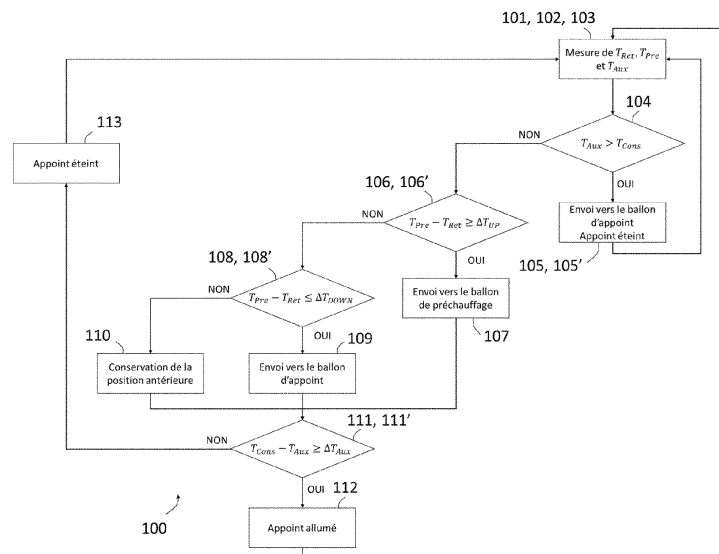 101, 102, 103
Mesure de T_Ret, T_Pre
et T_Aux
104
T_Aux > T_Cons
NON
OUI
Envoi vers le ballon
d'appoint
Appoint éteint
105, 105'
106, 106'
T_Pre − T_Ret ≥ ΔT_UP
NON
OUI
Envoi vers le ballon
de préchauffage
107
108, 108'
T_Pre − T_Ret ≤ ΔT_DOWN
NON
OUI
109
Envoi vers le ballon
d'appoint
110
Conservation de la
position antérieure
111, 111'
T_Cons − T_Aux ≥ ΔT_Aux
NON
OUI
112
Appoint allumé
113
Appoint éteint
100